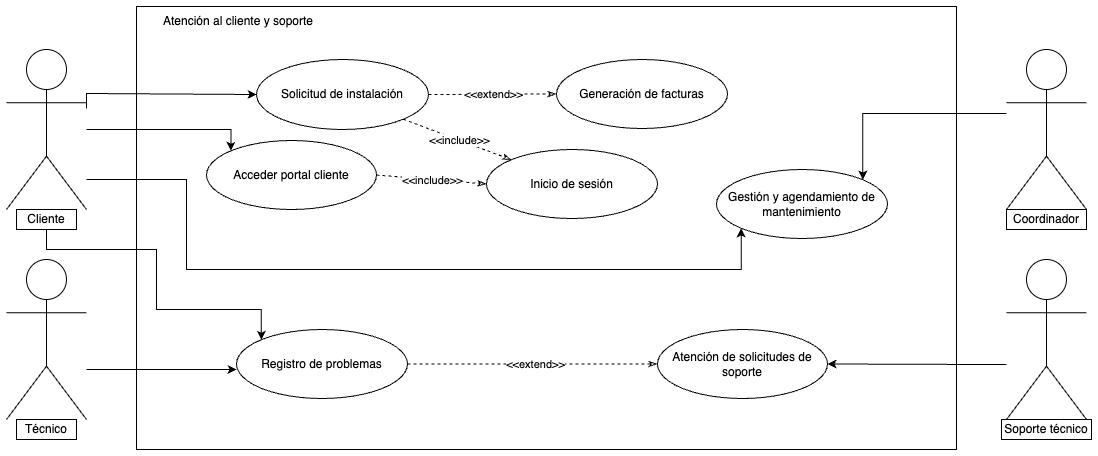 Atención al cliente y soporte
Solicitud de instalación
<<extend>>
Generación de facturas
<<include>>
Acceder portal cliente
<<include>>
Inicio de sesión
Gestión y agendamiento de
mantenimiento
Cliente
Coordinador
Registro de problemas
<<extend>>
Atención de solicitudes de
soporte
Técnico
Soporte técnico